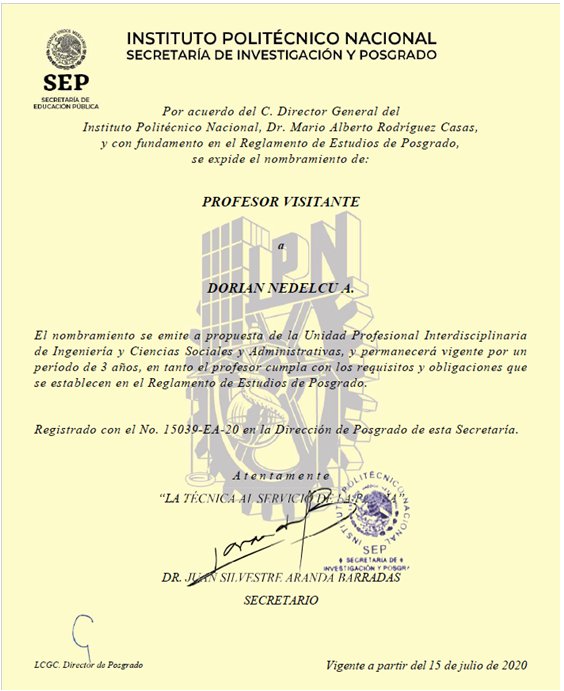 INSTITUTO POLITÉCNICO NACIONAL
SECRETARÍA DE INVESTIGACIÓN Y POSGRADO
SEP
SECRETARÍA DE
EDUCACIÓN PÚBLICA
Por acuerdo del C. Director General del
Instituto Politécnico Nacional, Dr. Mario Alberto Rodríguez Casas,
y con fundamento en el Reglamento de Estudios de Posgrado,
se expide el nombramiento de:
PROFESOR VISITANTE
a
IPN
DORIAN NEDELCU A.
El nombramiento se emite a propuesta de la Unidad Profesional Interdisciplinaria
de Ingeniería y Ciencias Sociales y Administrativas, y permanecerá vigente por un
período de 3 años, en tanto el profesor cumpla con los requisitos y obligaciones que
se establecen en el Reglamento de Estudios de Posgrado.
Registrado con el No. 15039-EA-20 en la Dirección de Posgrado de esta Secretaría.
Atentamente
"LA TÉCNICA AL SERVICIO DE LA PATRIA"
INSTITUTO POLITÉCNICO NACIONAL
SEP
SECRETARIA DE
INVESTIGACIÓN Y POSGR
DR. JUAN SILVESTRE ARANDA BARRADAS
SECRETARIO
LCGC. Director de Posgrado
Vigente a partir del 15 de julio de 2020